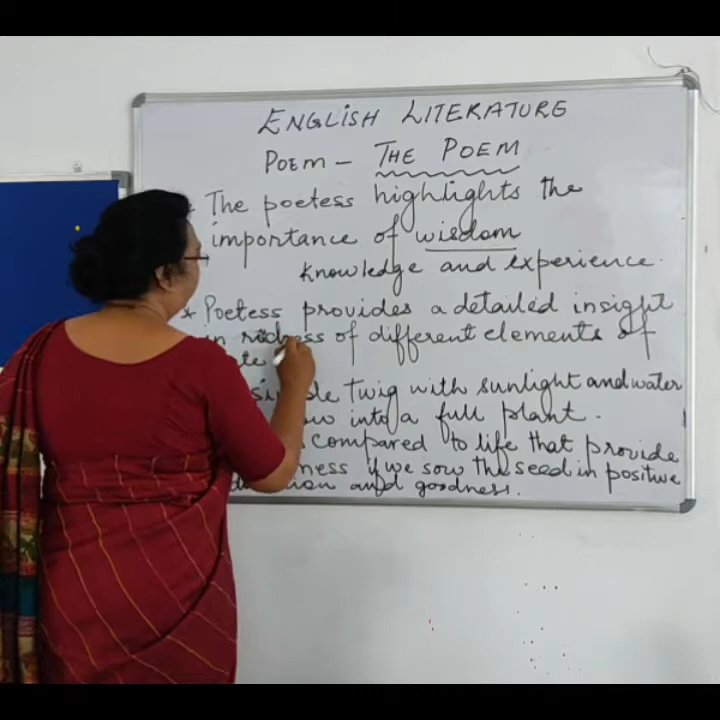 ENGLISH LITERATURE
POEM - THE POEM
* The poetess highlights the
importance of wisdom
knowledge and experience.
* Poetess provides a detailed insight
in richness of different elements of
twig with sunlight and water
into a full plant.
compared to life that provide
if we sow the seed in positive
and goodness.